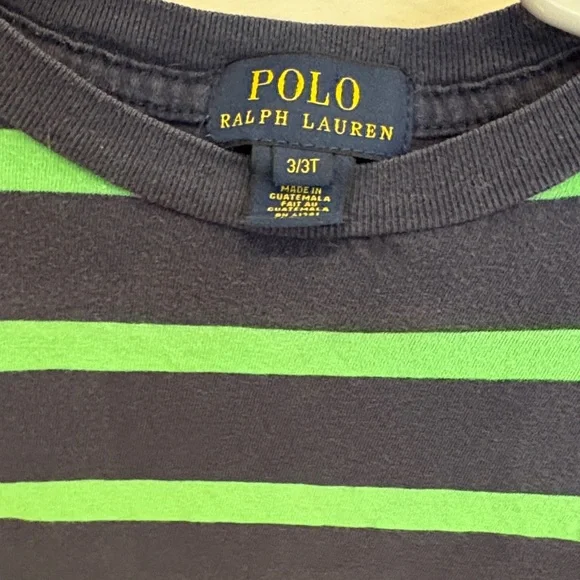 POLO
RALPH LAUREN
3/3T
MADE IN
GUATEMALA
FAIT AU
GUATEMALA